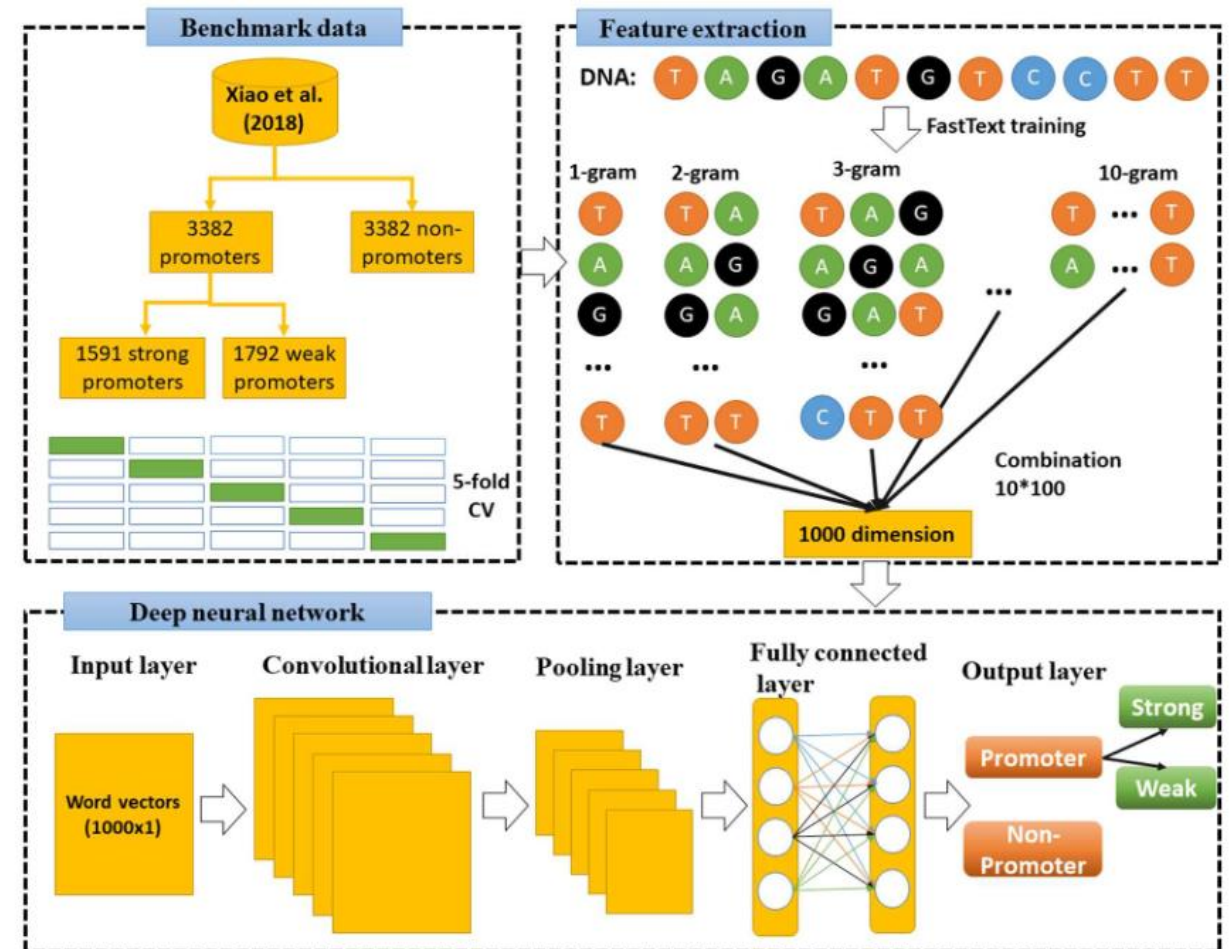 Benchmark data
Xiao et al.
(2018)
3382
promoters
3382 non-
promoters
1591 strong
promoters
1792 weak
promoters
5-fold
CV
Feature extraction
DNA: T A G A T G T C C T T
FastText training
1-gram 2-gram 3-gram 10-gram
T T A T A G T ... T
A A G A G A A ... T
G G A G A T
...
... ... ...
T T T C T T
Combination
10*100
1000 dimension
Deep neural network
Input layer
Convolutional layer
Pooling layer
Fully connected
layer
Output layer
Word vectors
(1000x1)
Strong
Promoter
Weak
Non-
Promoter